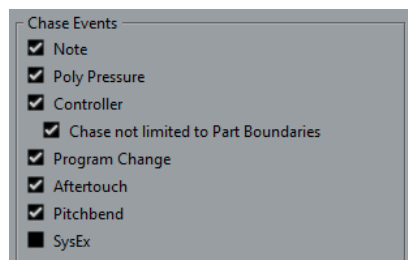 Chase Events
Note
Poly Pressure
Controller
Chase not limited to Part Boundaries
Program Change
Aftertouch
Pitchbend
SysEx